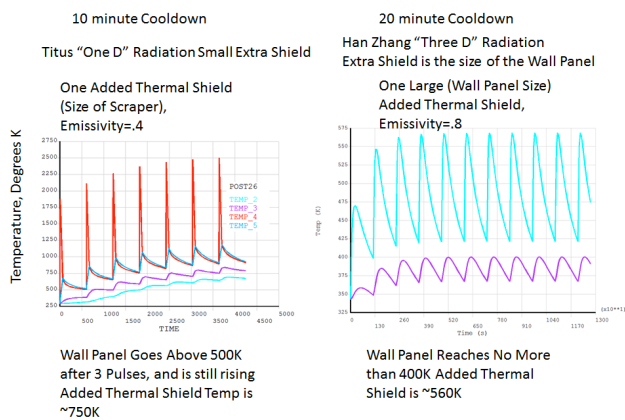 10 minute Cooldown
Titus "One D" Radiation Small Extra Shield
One Added Thermal Shield
(Size of Scraper),
Emissivity=.4
Temperature, Degrees K
2750
2500
2250
2000
1750
1500
1250
1000
750
500
250
POST26
TEMP_2
TEMP_3
TEMP_4
TEMP_5
0 500 1000 1500 2000 2500 3000 3500 4000 4500 5000
TIME
Wall Panel Goes Above 500K
after 3 Pulses, and is still rising
Added Thermal Shield Temp is
~750K
20 minute Cooldown
Han Zhang "Three D" Radiation
Extra Shield is the size of the Wall Panel
One Large (Wall Panel Size)
Added Thermal Shield,
Emissivity=.8
Temp (K)
575
550
525
500
475
450
425
400
375
350
325
(x10**1)
0 130 260 390 520 650 780 910 1040 1170 1300
Time (s)
Wall Panel Reaches No More
than 400K Added Thermal
Shield is ~560K